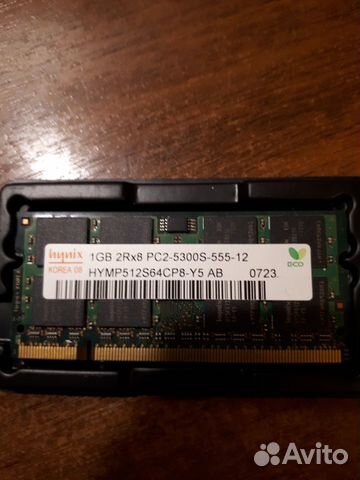 hynix
KOREA 08
1GB 2Rx8 PC2-5300S-555-12
HYMP512S64CP8-Y5 AB 0723
ECO
Avito